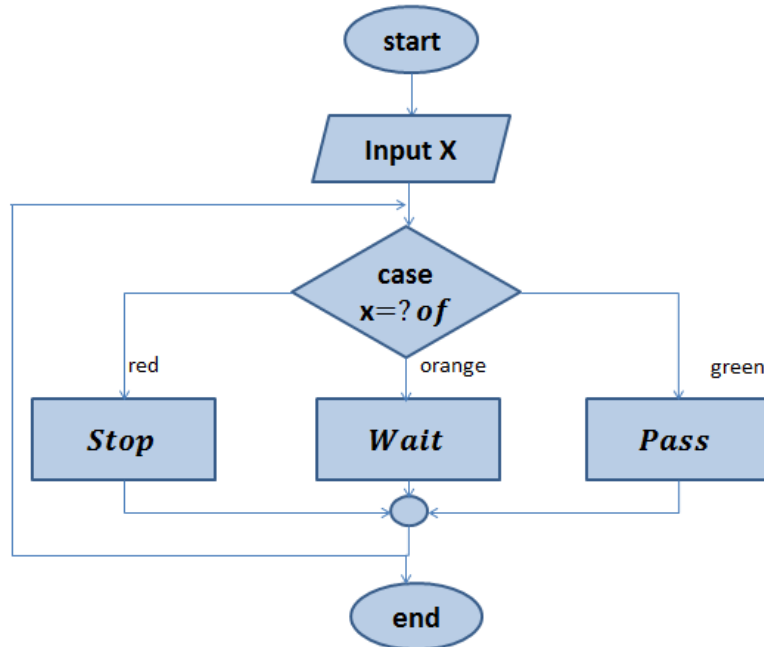 start
Input X
case
x=? of
red
orange
green
Stop
Wait
Pass
end